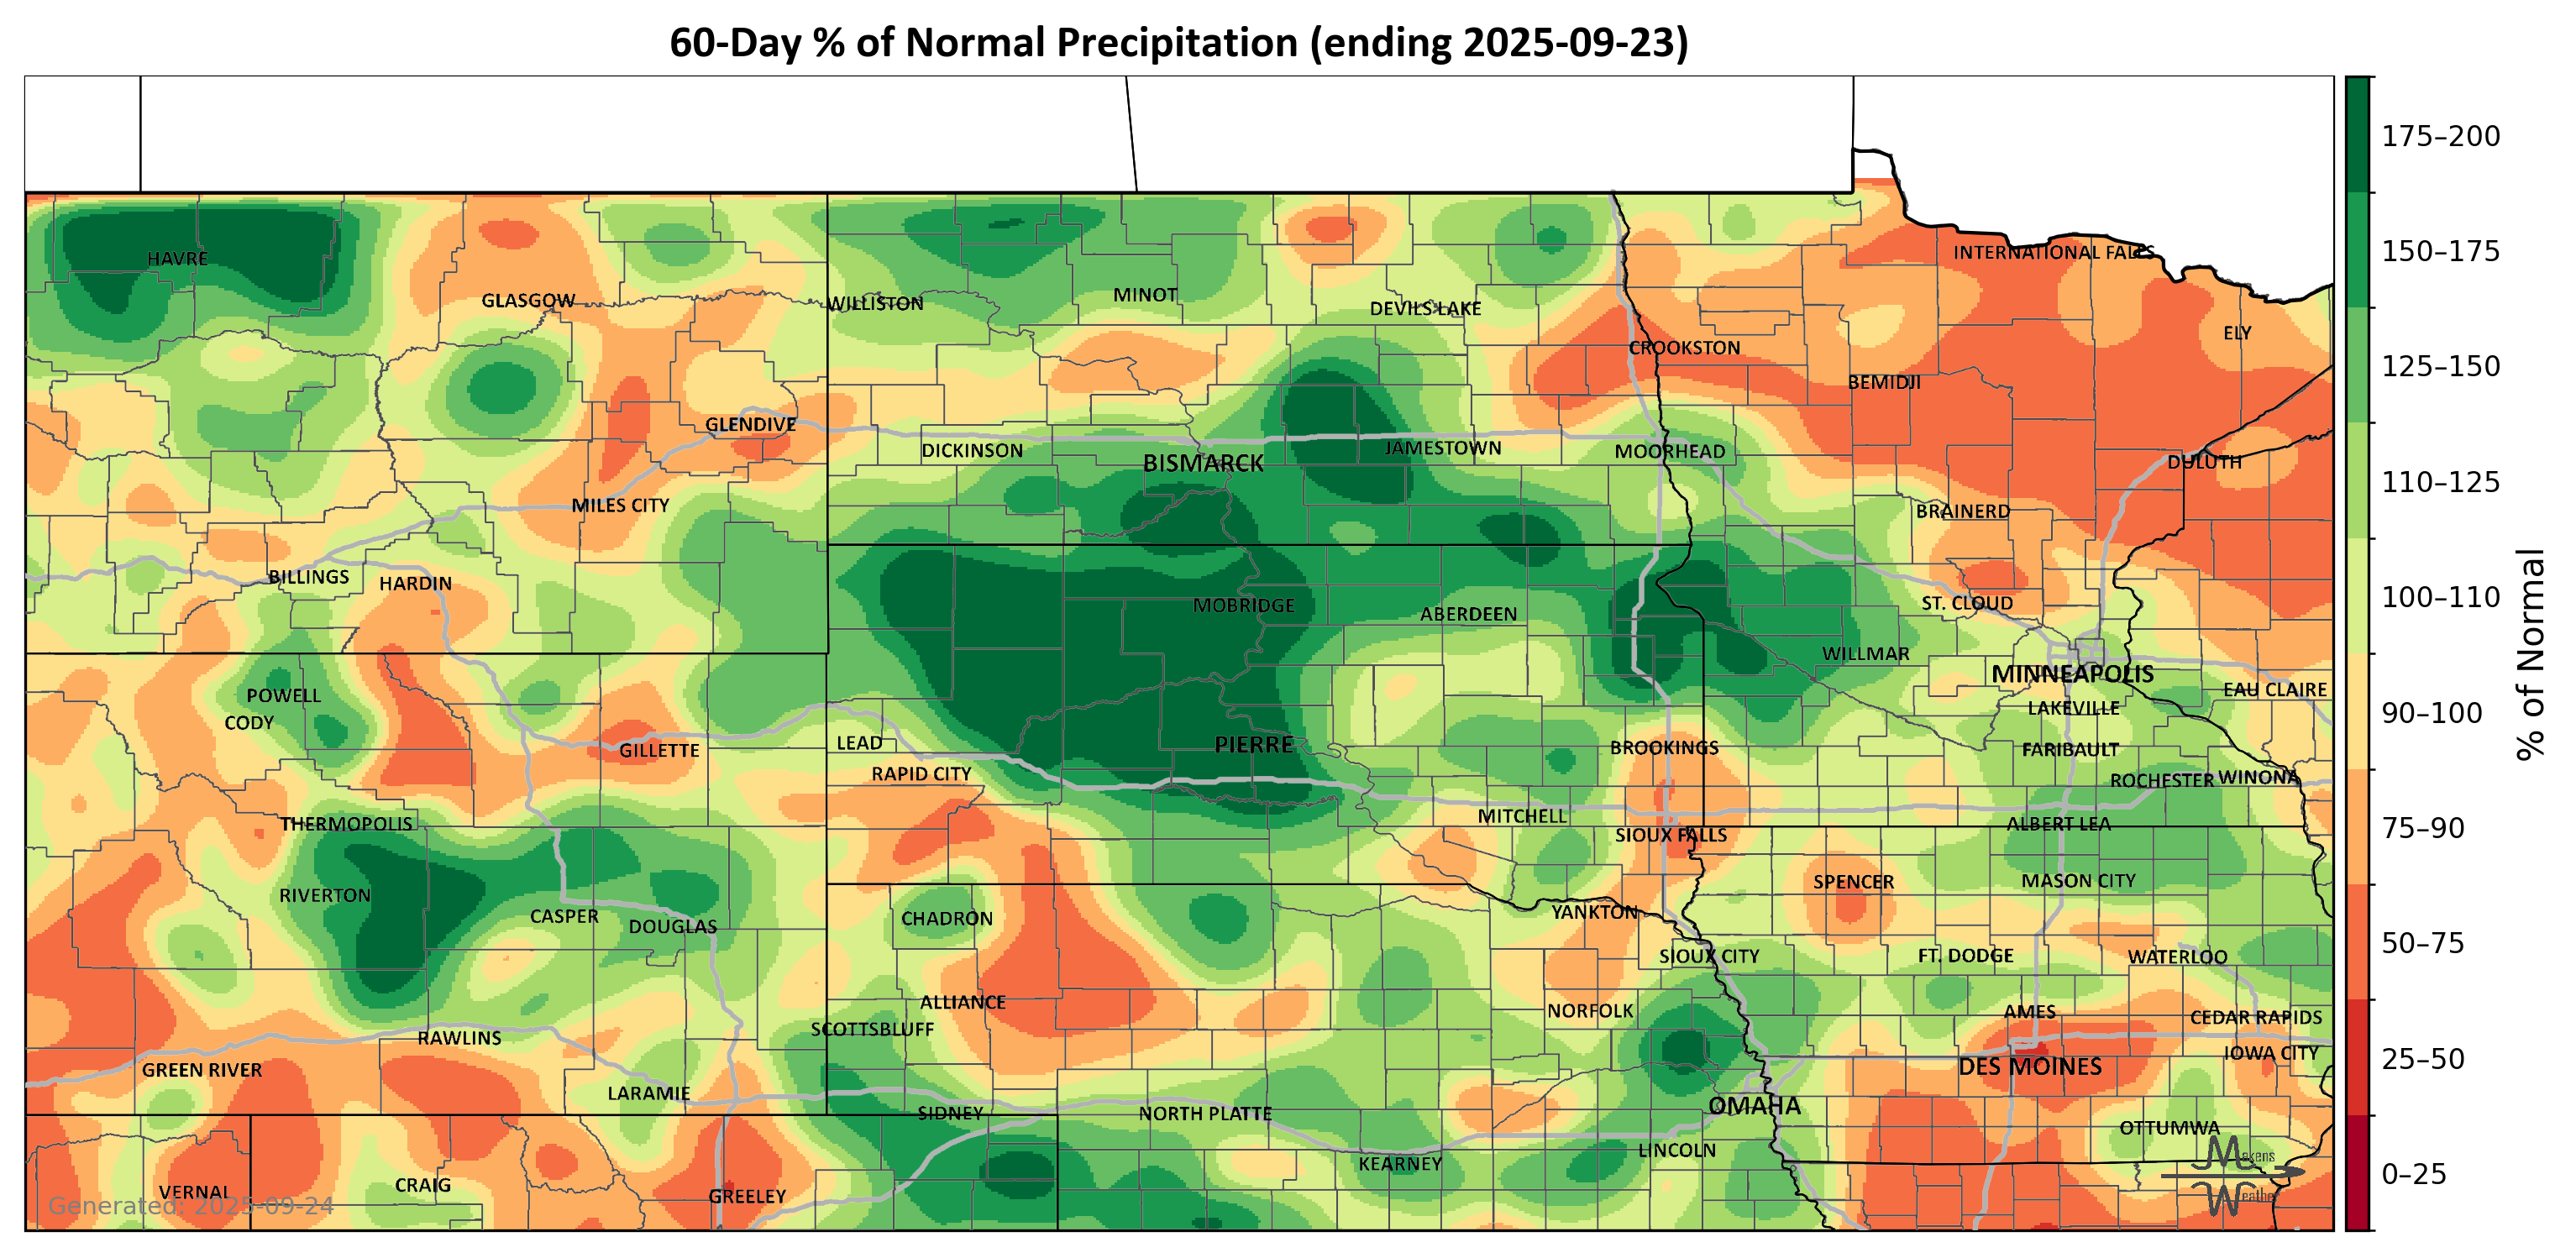 60-Day % of Normal Precipitation (ending 2025-09-23)
175–200
150–175
125–150
110–125
100–110
90–100
75–90
50–75
25–50
0–25
% of Normal
INTERNATIONAL FALLS
HAVRE
GLASGOW
WILLISTON
MINOT
DEVILS LAKE
ELY
CROOKSTON
BEMIDJI
GLENDIVE
DICKINSON
BISMARCK
JAMESTOWN
MOORHEAD
DULUTH
MILES CITY
BRAINERD
BILLINGS
HARDIN
MOBRIDGE
ABERDEEN
ST. CLOUD
WILLMAR
MINNEAPOLIS
POWELL
CODY
EAU CLAIRE
LAKEVILLE
GILLETTE
LEAD
PIERRE
BROOKINGS
FARIBAULT
RAPID CITY
ROCHESTER
WINONA
THERMOPOLIS
MITCHELL
SIOUX FALLS
ALBERT LEA
RIVERTON
CASPER
DOUGLAS
CHADRON
YANKTON
SPENCER
MASON CITY
SIOUX CITY
FT. DODGE
WATERLOO
ALLIANCE
SCOTTSBLUFF
NORFOLK
AMES
CEDAR RAPIDS
RAWLINS
GREEN RIVER
DES MOINES
IOWA CITY
LARAMIE
SIDNEY
NORTH PLATTE
OMAHA
OTTUMWA
KEARNEY
LINCOLN
VERNAL
CRAIG
GREELEY
Generated: 2025-09-24
Makens
Weather